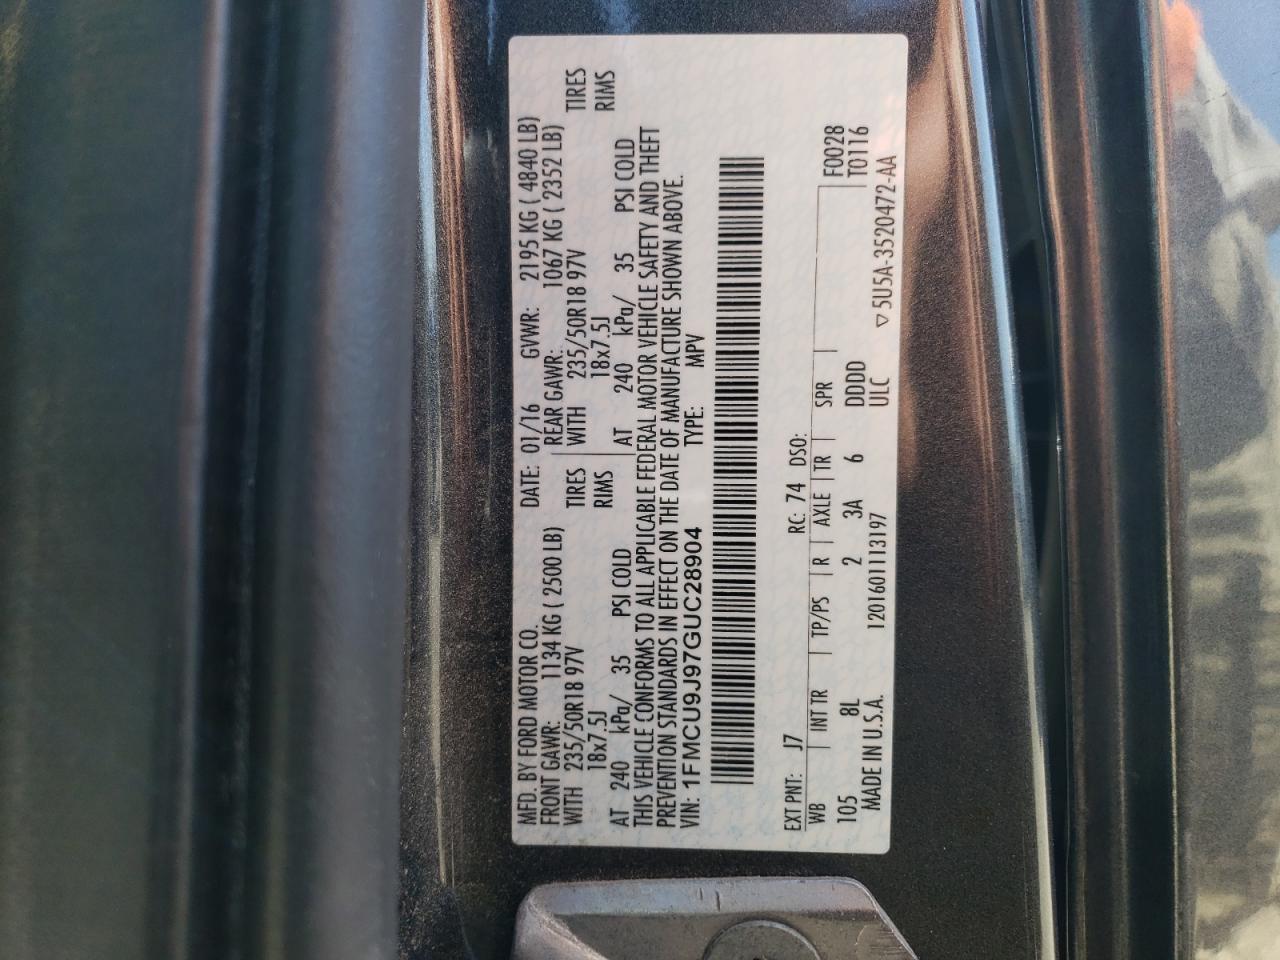 MFD. BY FORD MOTOR CO. DATE: 01/16 GVWR: 2195 KG ( 4840 LB)
FRONT GAWR: 1134 KG ( 2500 LB) REAR GAWR: 1067 KG ( 2352 LB)
WITH 235/50R18 97V TIRES WITH 235/50R18 97V TIRES
18x7.5J RIMS 18x7.5J RIMS
AT 240 kPa/ 35 PSI COLD AT 240 kPa/ 35 PSI COLD
THIS VEHICLE CONFORMS TO ALL APPLICABLE FEDERAL MOTOR VEHICLE SAFETY AND THEFT
PREVENTION STANDARDS IN EFFECT ON THE DATE OF MANUFACTURE SHOWN ABOVE.
VIN: 1FMCU9J97GUC28904 TYPE: MPV
EXT PNT: J7 RC: 74 DSO: F0028
WB INT TR TP/PS R AXLE TR SPR T0116
105 8L 2 3A 6 DDDD
MADE IN U.S.A. 1201601113197 ULC ▽ 5U5A-3520472-AA